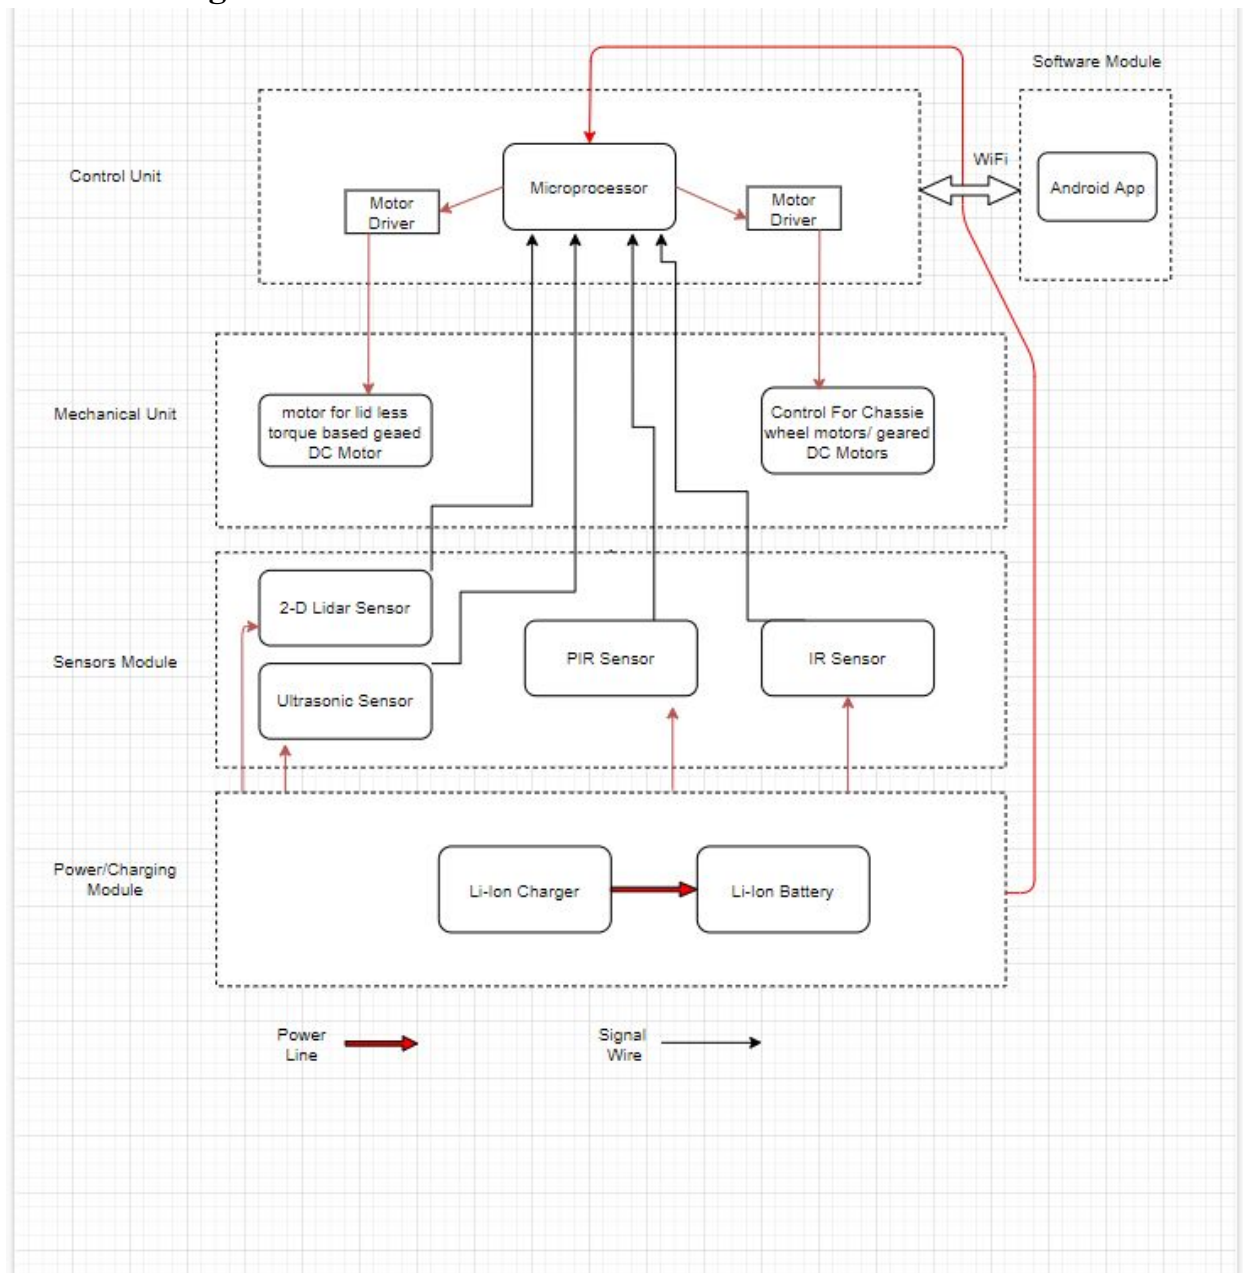 Software Module
Control Unit
Microprocessor
Motor
Driver
Motor
Driver
WiFi
Android App
Mechanical Unit
motor for lid less
torque based geaed
DC Motor
Control For Chassie
wheel motors/ geared
DC Motors
Sensors Module
2-D Lidar Sensor
Ultrasonic Sensor
PIR Sensor
IR Sensor
Power/Charging
Module
Li-Ion Charger
Li-Ion Battery
Power
Line
Signal
Wire